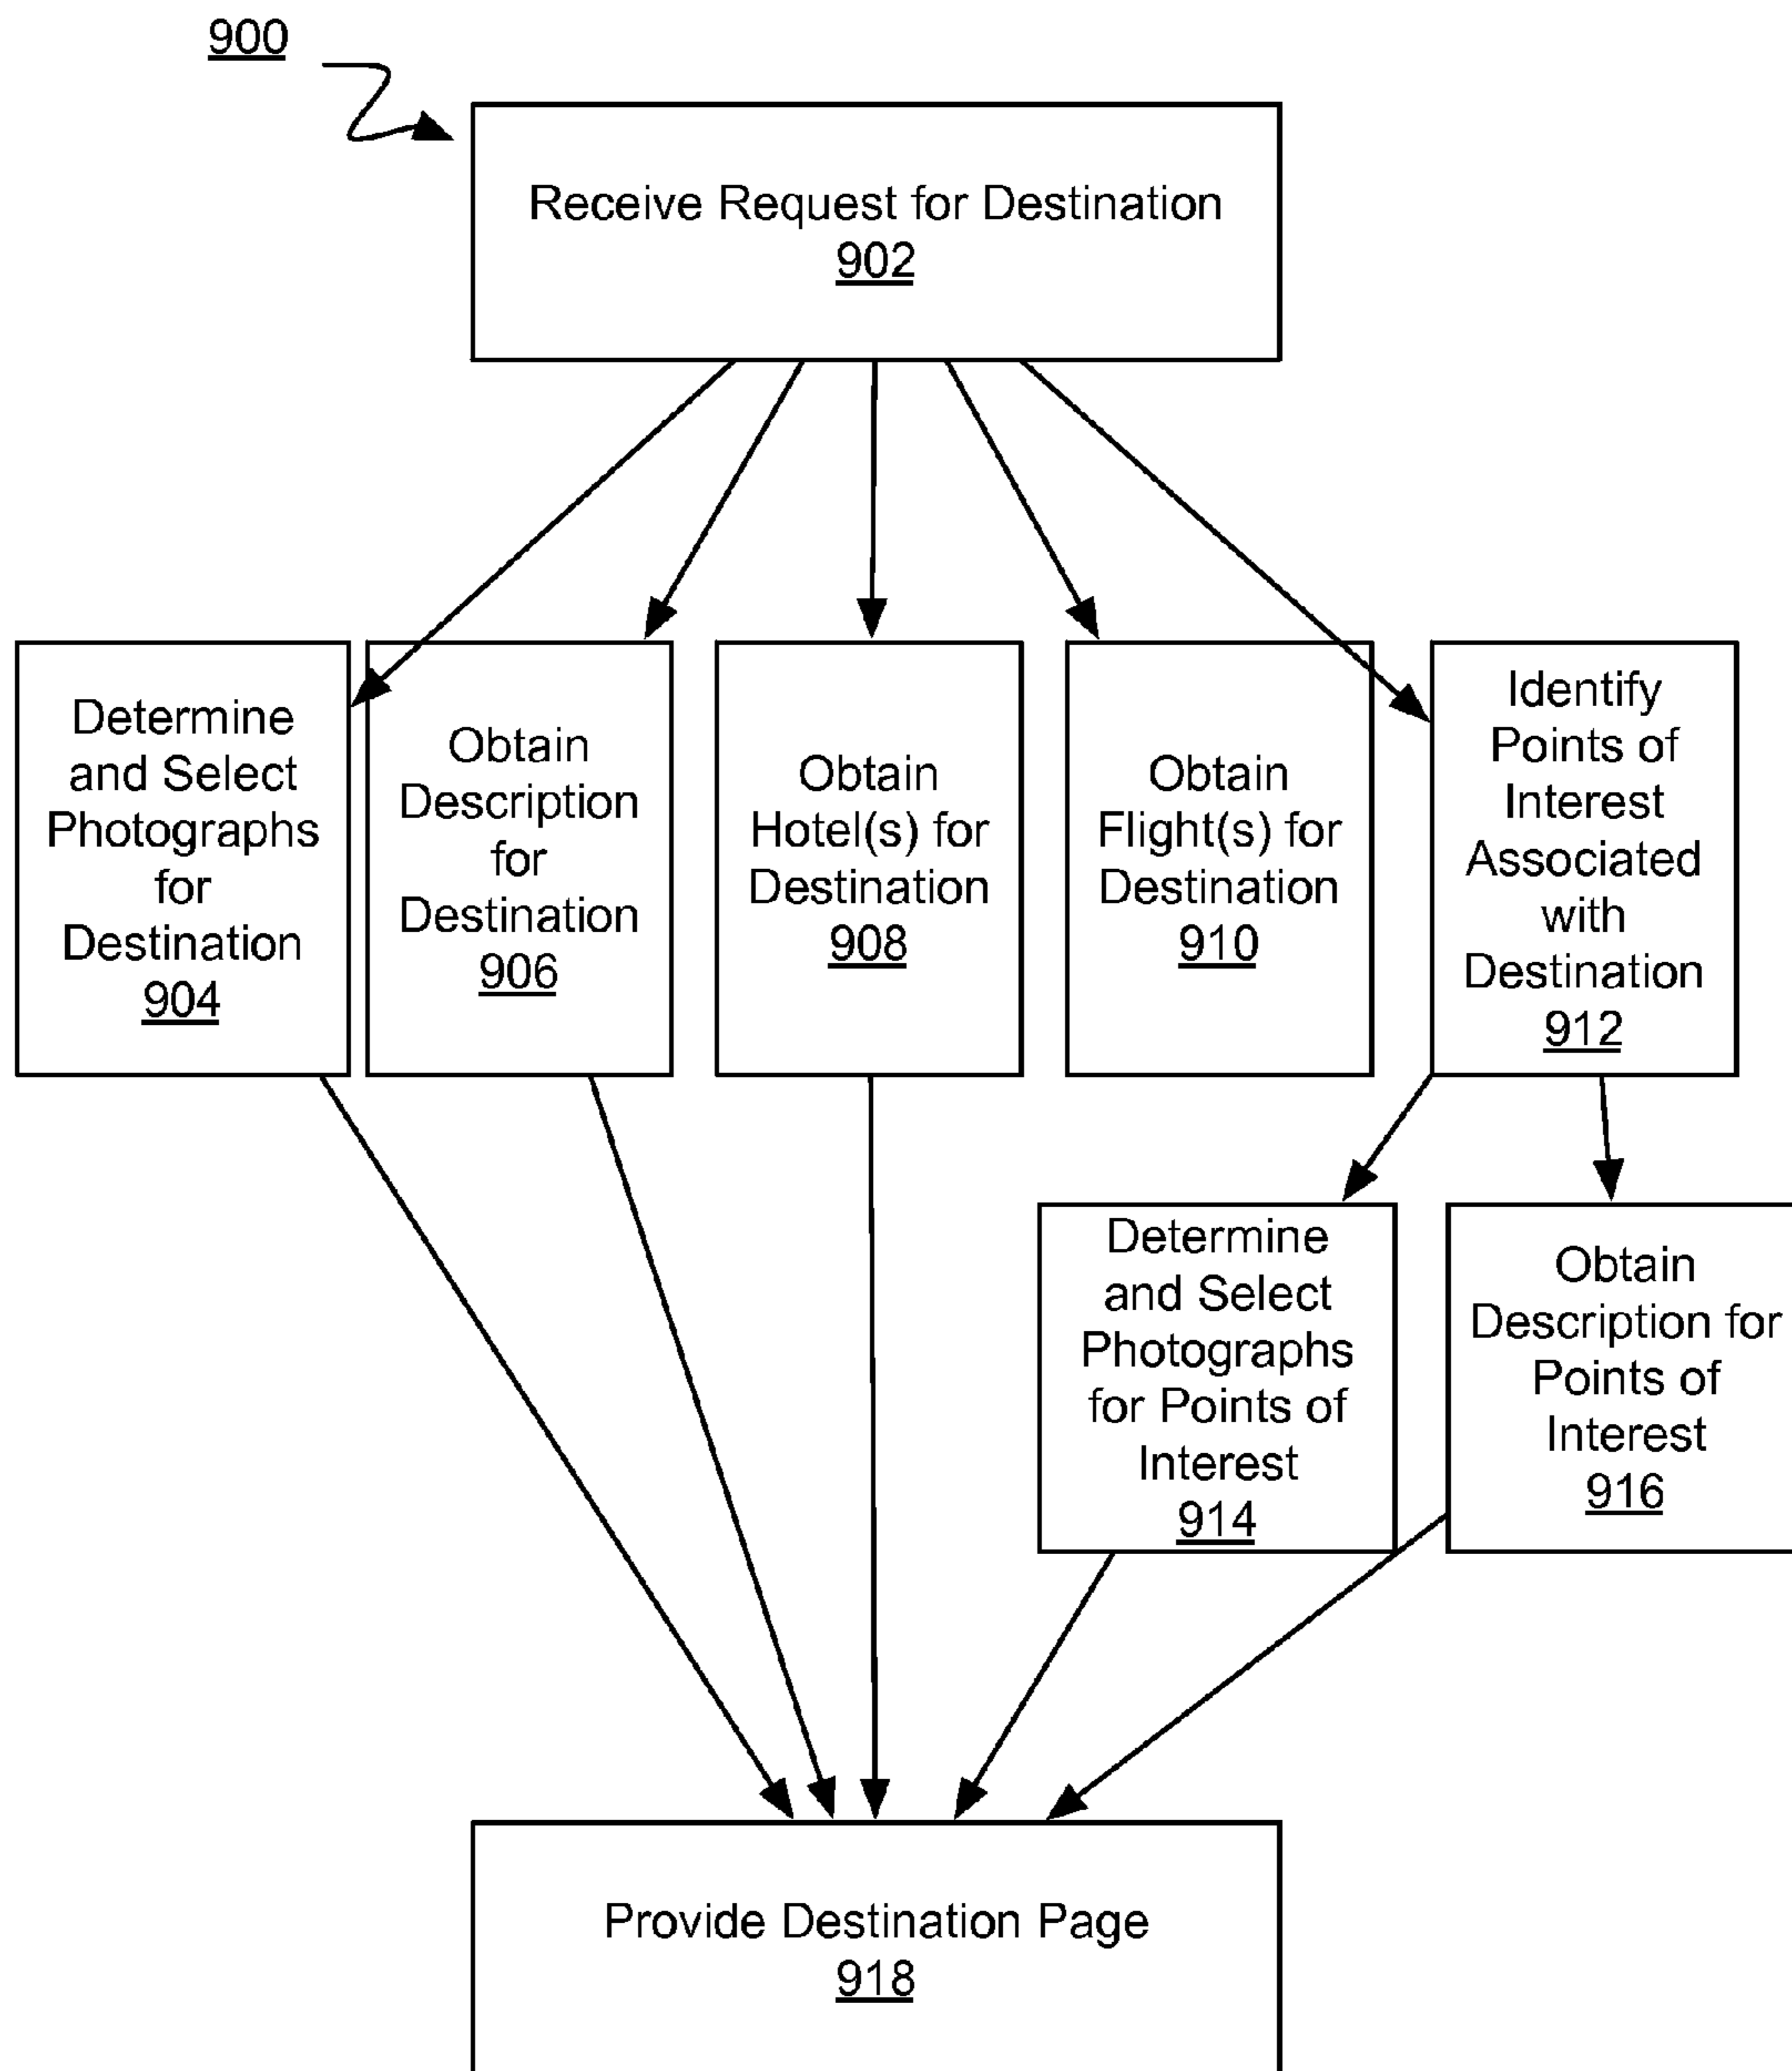 900
Receive Request for Destination
902
Determine
and Select
Photographs
for
Destination
904
Obtain
Description
for
Destination
906
Obtain
Hotel(s) for
Destination
908
Obtain
Flight(s) for
Destination
910
Identify
Points of
Interest
Associated
with
Destination
912
Determine
and Select
Photographs
for Points of
Interest
914
Obtain
Description for
Points of
Interest
916
Provide Destination Page
918